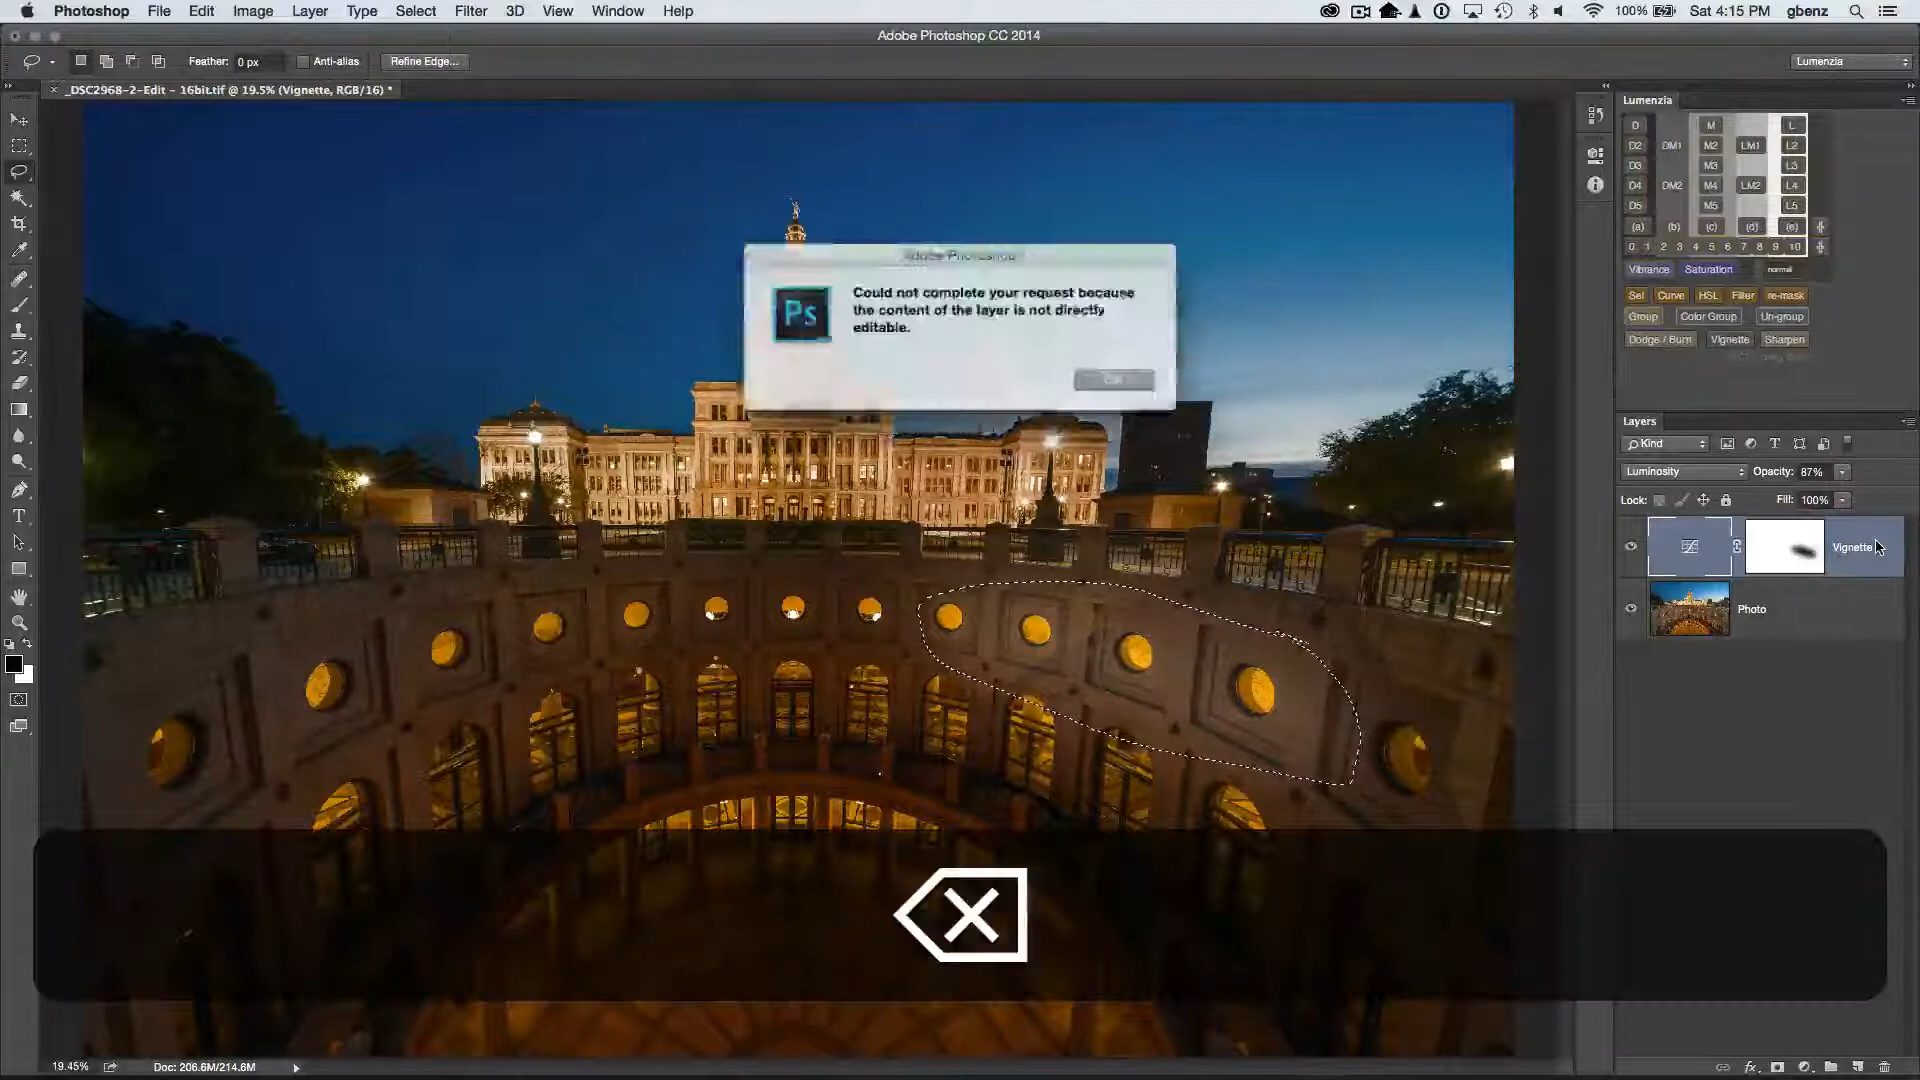 Photoshop File Edit Image Layer Type Select Filter 3D View Window Help
100% Sat 4:15 PM gbenz
Adobe Photoshop CC 2014
Feather: 0 px Anti-alias Refine Edge... Lumenzia
_DSC2968-2-Edit - 16bit.tif @ 19.5% (Vignette, RGB/16) *
Lumenzia
D M L
D2 DM1 M2 LM1 L2
D3 M3 L3
D4 DM2 M4 LM2 L4
D5 M5 L5
(a) (b) (c) (d) (e)
0 1 2 3 4 5 6 7 8 9 10
Vibrance Saturation normal
Sel Curve HSL Filter re-mask
Group Color Group Un-group
Dodge / Burn Vignette Sharpen
Adobe Photoshop
Ps
Could not complete your request because
the content of the layer is not directly
editable.
OK
Layers
Kind
Luminosity Opacity: 87%
Lock: Fill: 100%
Vignette
Photo
T
fx
19.45% Doc: 206.6M/214.6M